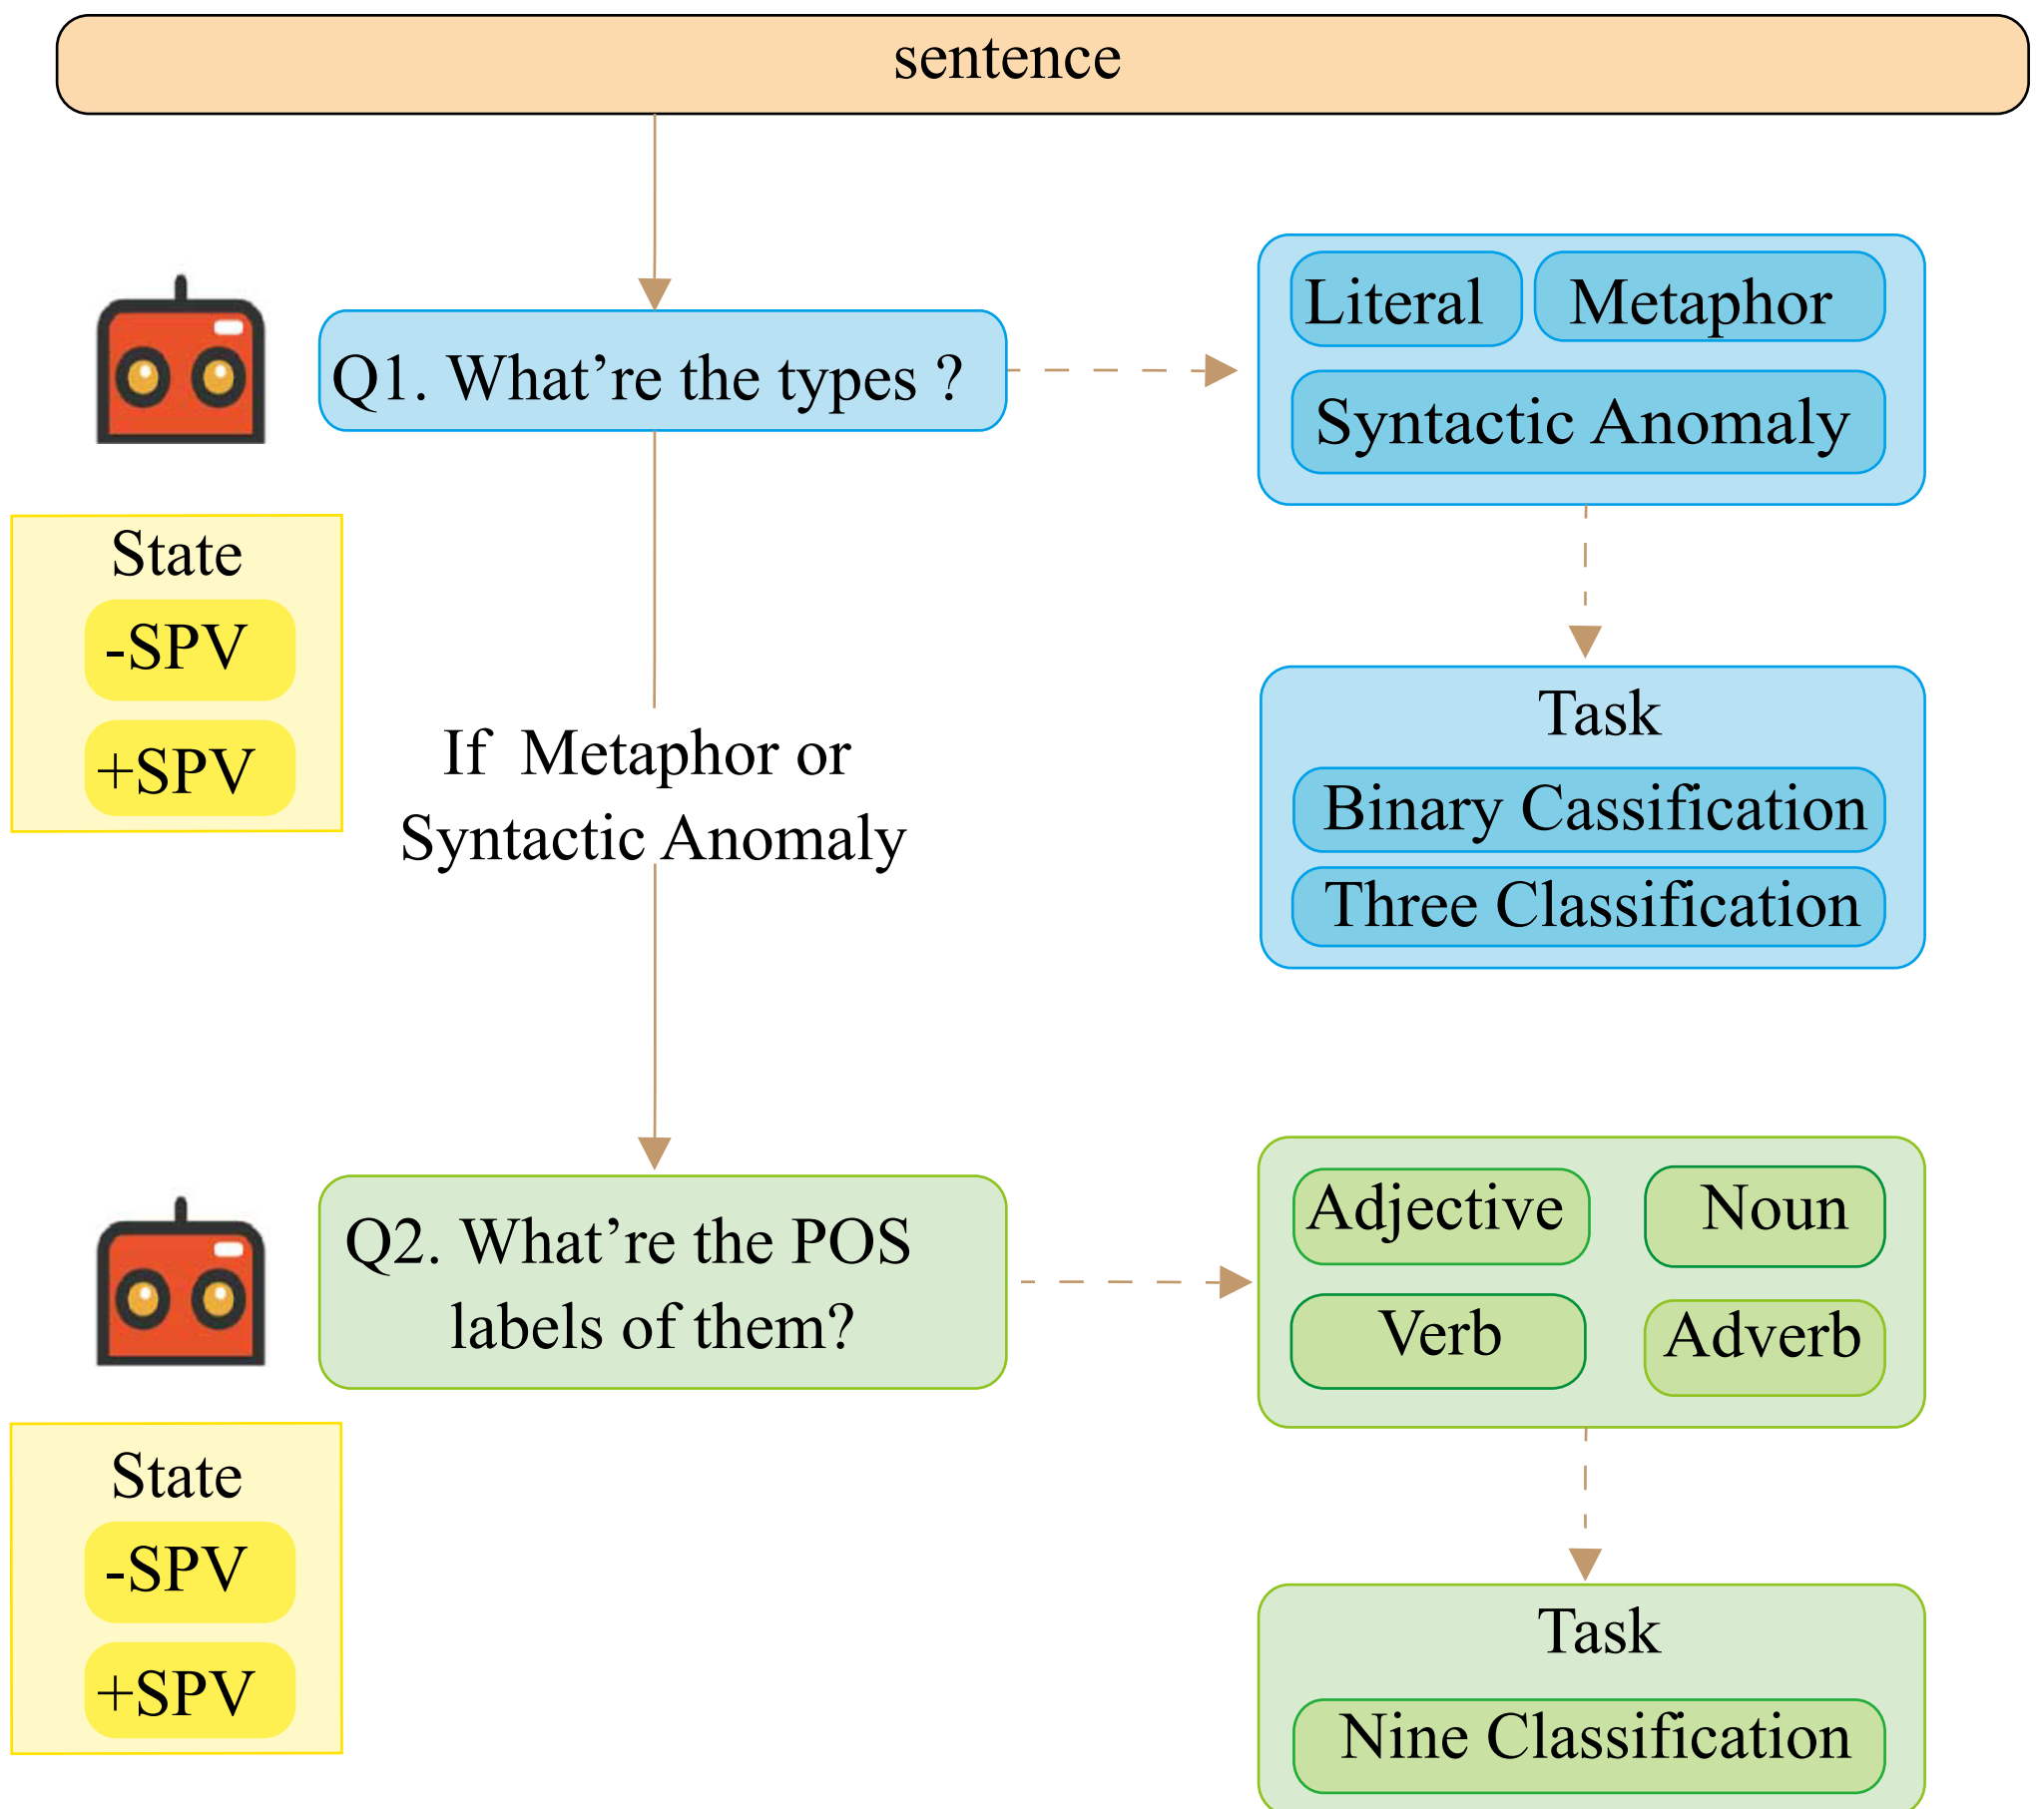 sentence
Q1. What’re the types ?
Literal
Metaphor
Syntactic Anomaly
State
-SPV
+SPV
If  Metaphor or
Syntactic Anomaly
Task
Binary Cassification
Three Classification
Q2. What’re the POS
labels of them?
Adjective
Noun
Verb
Adverb
State
-SPV
+SPV
Task
Nine Classification